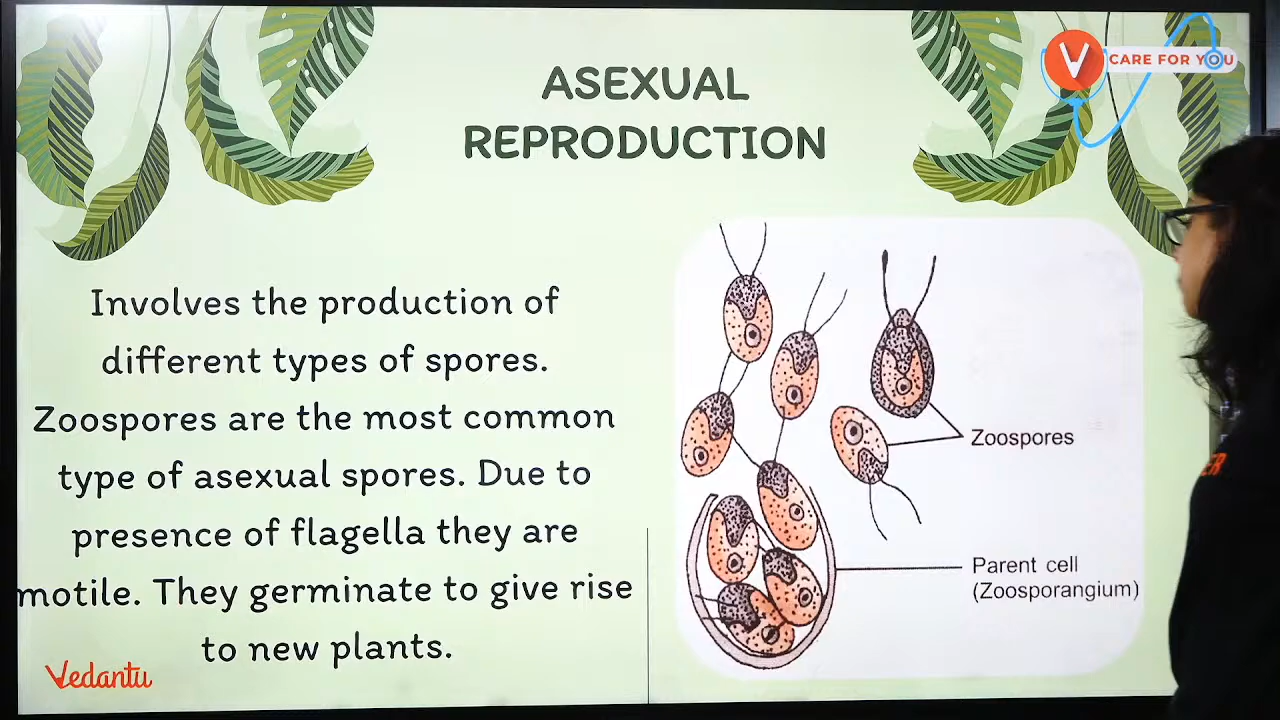 ASEXUAL
REPRODUCTION
V
CARE FOR YOU
Involves the production of
different types of spores.
Zoospores are the most common
type of asexual spores. Due to
presence of flagella they are
motile. They germinate to give rise
to new plants.
Zoospores
Parent cell
(Zoosporangium)
Vedantu